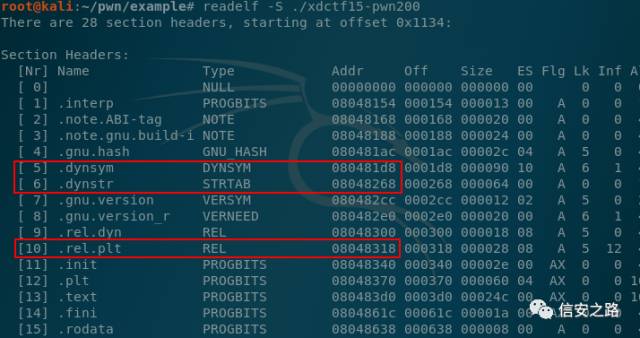 root@kali:~/pwn/example# readelf -S ./xdctf15-pwn200
There are 28 section headers, starting at offset 0x1134:
Section Headers:
[Nr] Name Type Addr Off Size ES Flg Lk Inf Al
[ 0] NULL 00000000 000000 000000 00 0 0 0
[ 1] .interp PROGBITS 08048154 000154 000013 00 A 0 0
[ 2] .note.ABI-tag NOTE 08048168 000168 000020 00 A 0 0 4
[ 3] .note.gnu.build-i NOTE 08048188 000188 000024 00 A 0 0
[ 4] .gnu.hash GNU_HASH 080481ac 0001ac 00002c 04 A 5 0 4
[ 5] .dynsym DYNSYM 080481d8 0001d8 000090 10 A 6 1 4
[ 6] .dynstr STRTAB 08048268 000268 000064 00 A 0 0
[ 7] .gnu.version VERSYM 080482cc 0002cc 000012 02 A 5 0
[ 8] .gnu.version_r VERNEED 080482e0 0002e0 000020 00 A 6 1
[ 9] .rel.dyn REL 08048300 000300 000018 08 A 5 0
[10] .rel.plt REL 08048318 000318 000028 08 A 5 12
[11] .init PROGBITS 08048340 000340 00002e 00 AX 0 0
[12] .plt PROGBITS 08048370 000370 000060 04 AX 0 0 16
[13] .text PROGBITS 080483d0 0003d0 00024c 00 AX 0 0 16
[14] .fini PROGBITS 0804861c 00061c 00001a 00 AX 0 0
[15] .rodata PROGBITS 08048638 000638 000008 00 A 0 0
信安之路